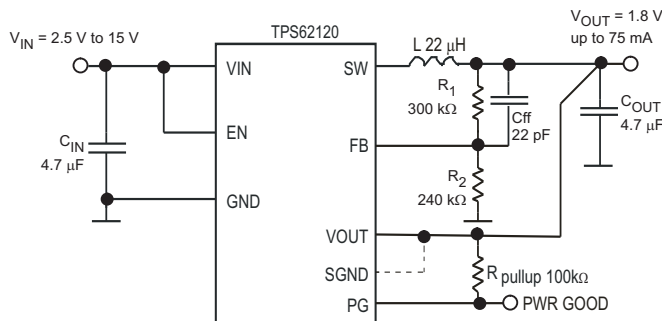 TPS62120
V_IN = 2.5 V to 15 V
VIN
EN
GND
C_IN
4.7 μF
SW
FB
VOUT
SGND
PG
L 22 μH
R_1
300 kΩ
Cff
22 pF
R_2
240 kΩ
V_OUT = 1.8 V
up to 75 mA
C_OUT
4.7 μF
R_pullup 100kΩ
PWR GOOD